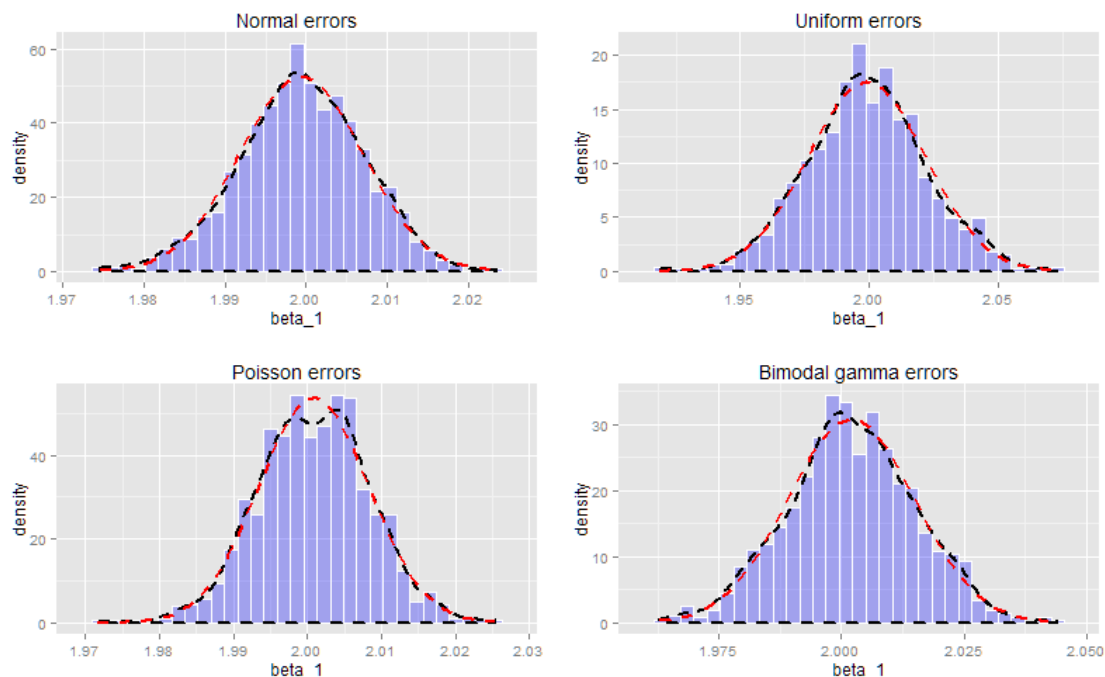 Normal errors
density
60
40
20
0
1.97 1.98 1.99 2.00 2.01 2.02
beta_1
Uniform errors
density
20
15
10
5
0
1.95 2.00 2.05
beta_1
Poisson errors
density
40
20
0
1.97 1.98 1.99 2.00 2.01 2.02 2.03
beta_1
Bimodal gamma errors
density
30
20
10
0
1.975 2.000 2.025 2.050
beta_1